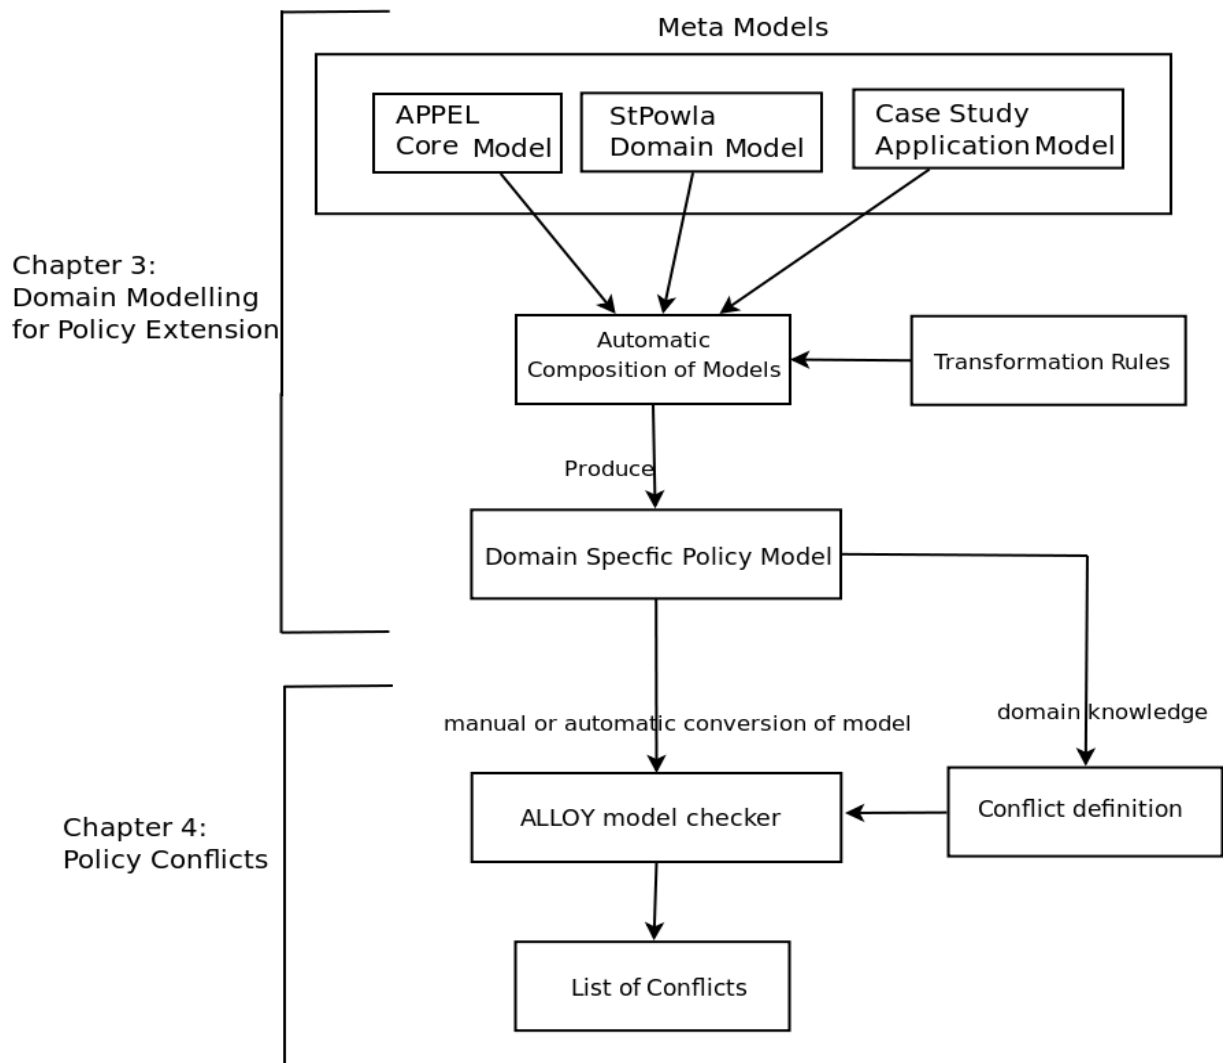 Meta Models
APPEL
Core Model
StPowla
Domain Model
Case Study
Application Model
Chapter 3:
Domain Modelling
for Policy Extension
Automatic
Composition of Models
Transformation Rules
Produce
Domain Specfic Policy Model
manual or automatic conversion of model
domain knowledge
ALLOY model checker
Conflict definition
Chapter 4:
Policy Conflicts
List of Conflicts